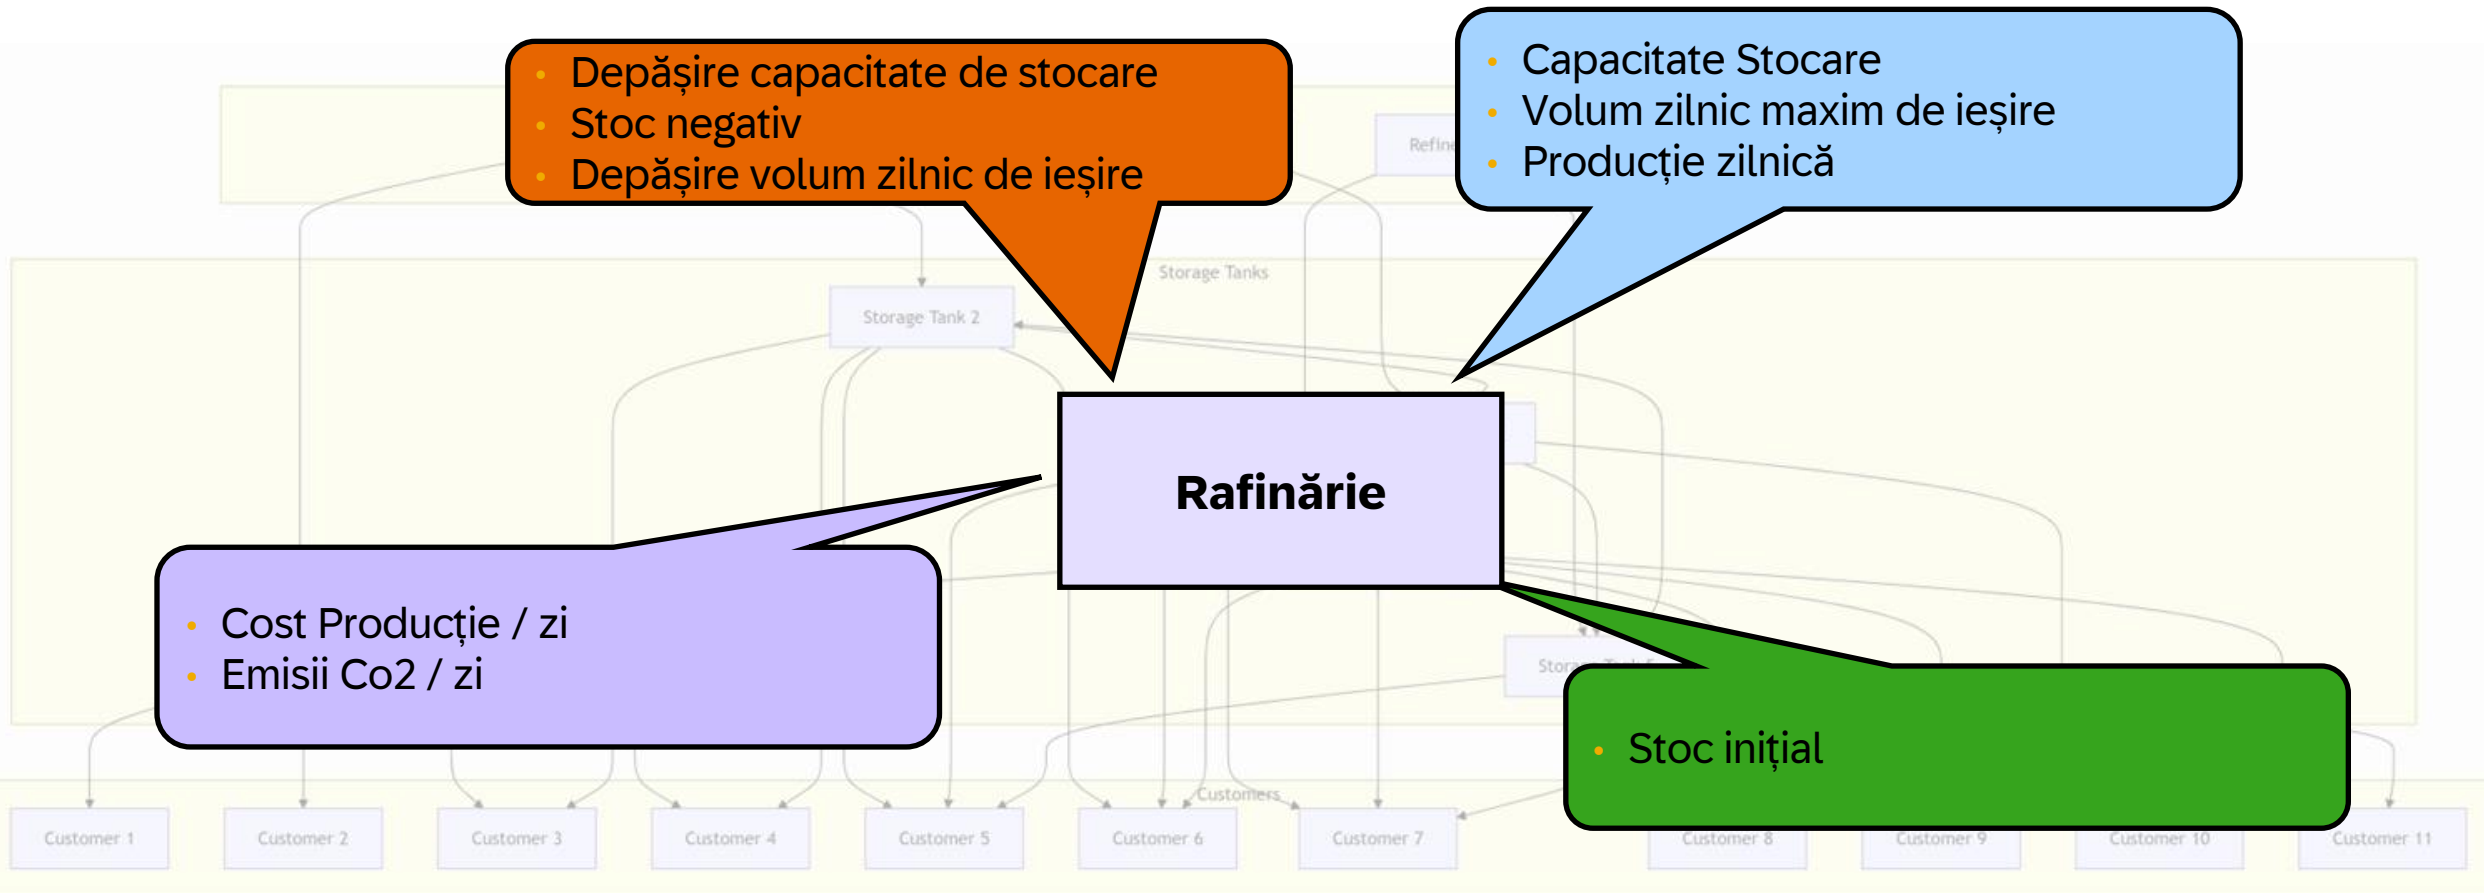 Depășire capacitate de stocare
Stoc negativ
Depășire volum zilnic de ieșire
Capacitate Stocare
Volum zilnic maxim de ieșire
Producție zilnică
Storage Tanks
Storage Tank 2
Rafinărie
Cost Producție / zi
Emisii Co2 / zi
Stoc inițial
Customers
Customer 1
Customer 2
Customer 3
Customer 4
Customer 5
Customer 6
Customer 7
Customer 8
Customer 9
Customer 10
Customer 11